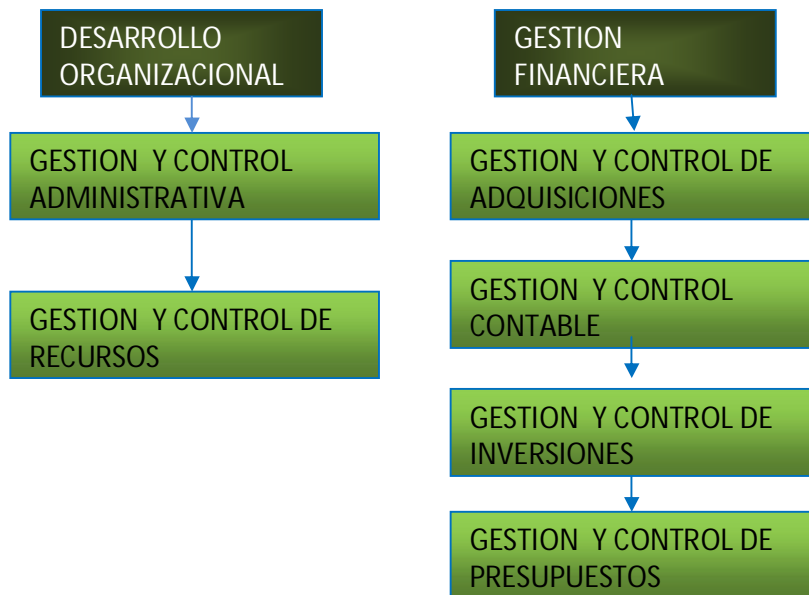 DESARROLLO
ORGANIZACIONAL
GESTION Y CONTROL
ADMINISTRATIVA
GESTION Y CONTROL DE
RECURSOS
GESTION
FINANCIERA
GESTION Y CONTROL DE
ADQUISICIONES
GESTION Y CONTROL
CONTABLE
GESTION Y CONTROL DE
INVERSIONES
GESTION Y CONTROL DE
PRESUPUESTOS